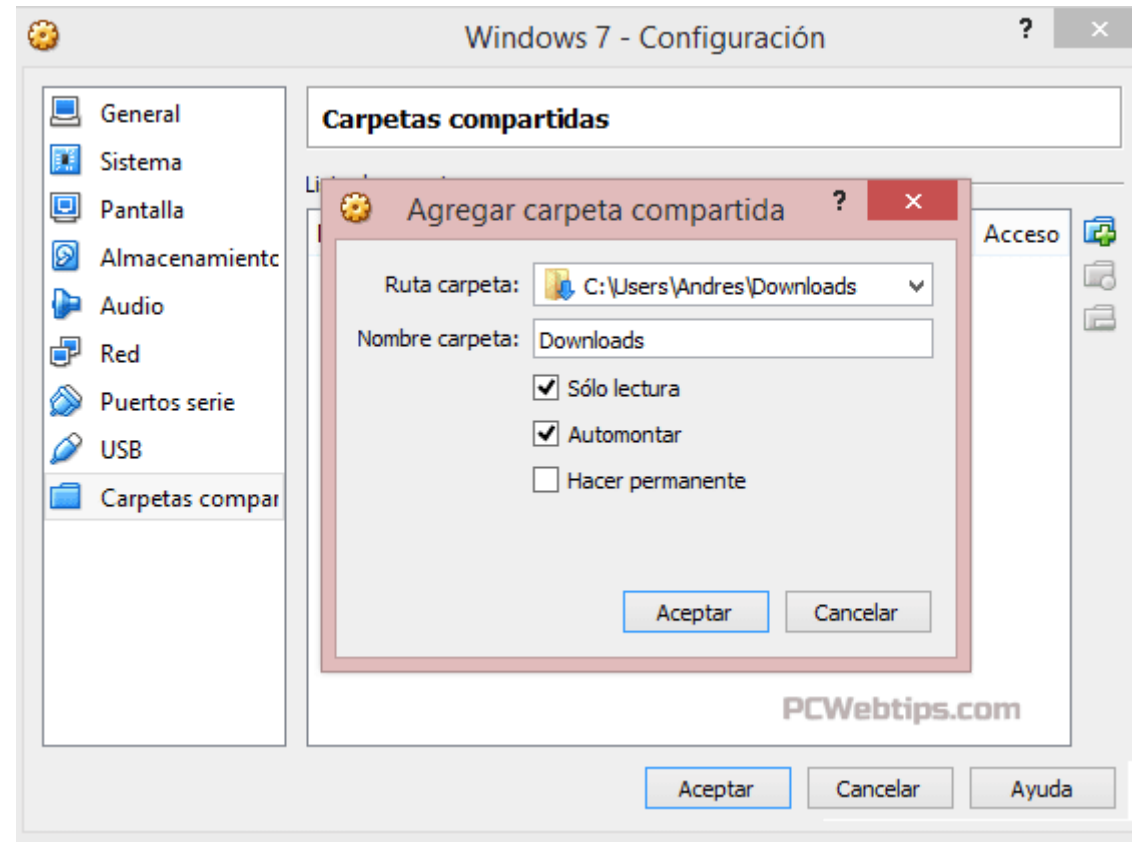 Windows 7 - Configuración
?
General
Sistema
Pantalla
Almacenamiento
Audio
Red
Puertos serie
USB
Carpetas compar
Carpetas compartidas
Acceso
Agregar carpeta compartida
?
Ruta carpeta: C:\Users\Andres\Downloads
Nombre carpeta: Downloads
Sólo lectura
Automontar
Hacer permanente
Aceptar Cancelar
PCWebtips.com
Aceptar Cancelar Ayuda